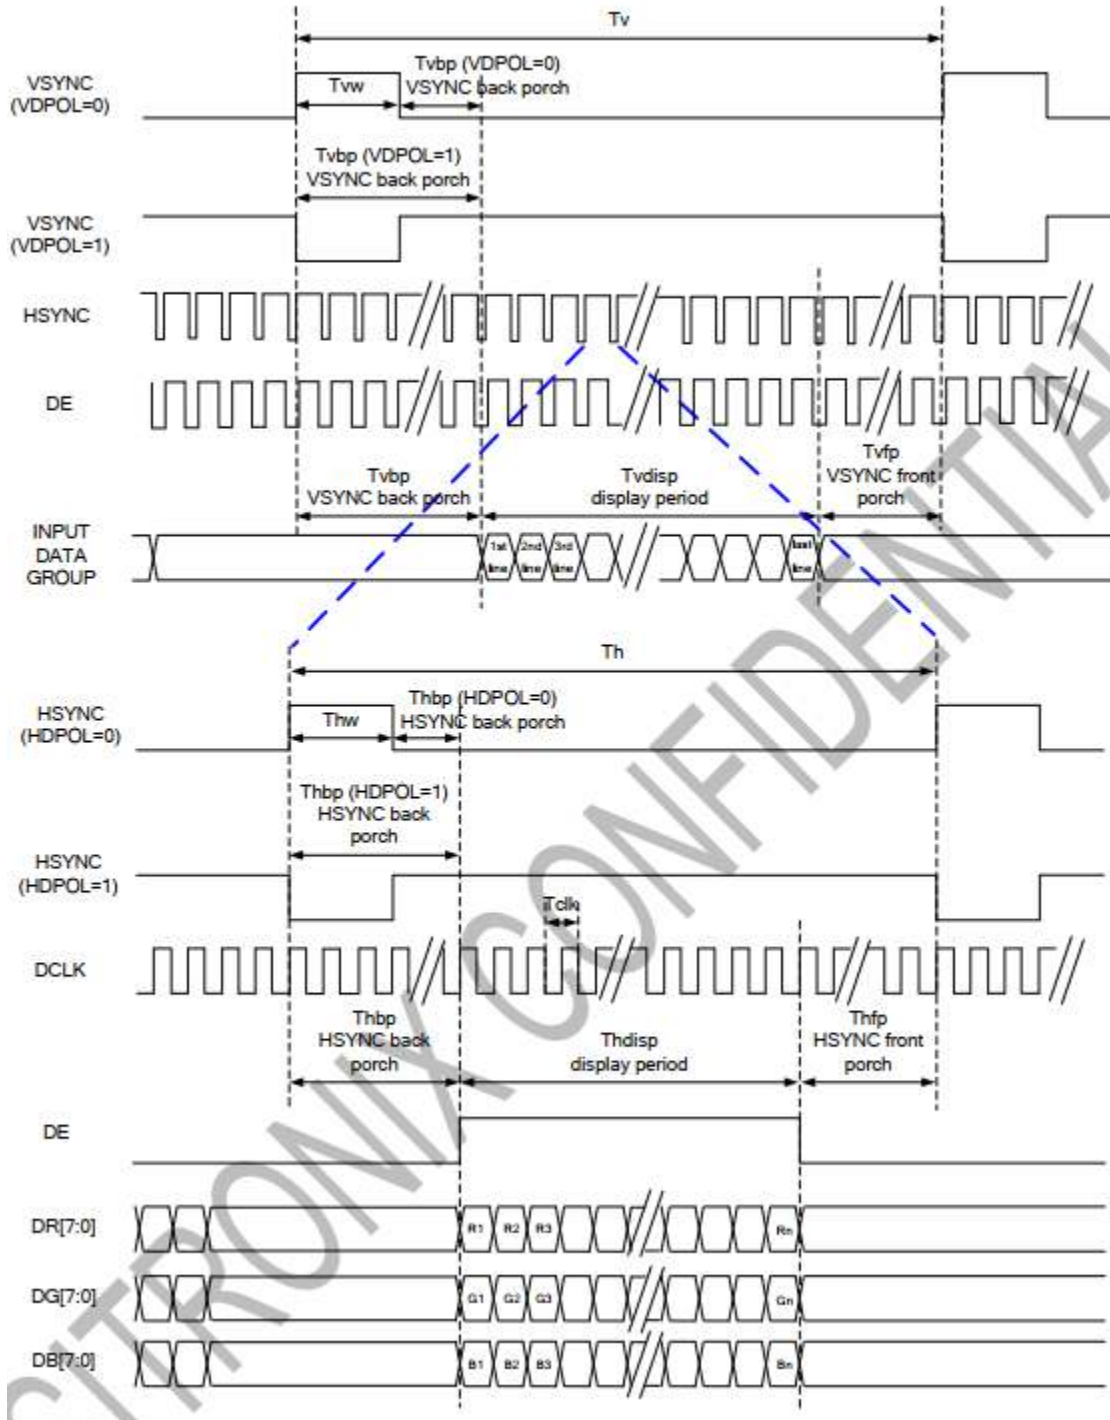 Tv
VSYNC
(VDPOL=0)
Tvw
Tvbp (VDPOL=0)
VSYNC back porch
Tvbp (VDPOL=1)
VSYNC back porch
VSYNC
(VDPOL=1)
HSYNC
DE
Tvbp
VSYNC back porch
Tvdisp
display period
Tvfp
VSYNC front
porch
INPUT
DATA
GROUP
1st
line
2nd
line
3rd
line
last
line
Th
HSYNC
(HDPOL=0)
Thw
Thbp (HDPOL=0)
HSYNC back porch
Thbp (HDPOL=1)
HSYNC back
porch
HSYNC
(HDPOL=1)
Tclk
DCLK
Thbp
HSYNC back
porch
Thdisp
display period
Thfp
HSYNC front
porch
DE
DR[7:0]
R1 R2 R3 Rn
DG[7:0]
G1 G2 G3 Gn
DB[7:0]
B1 B2 B3 Bn
CTRONIX CONFIDENTIAL